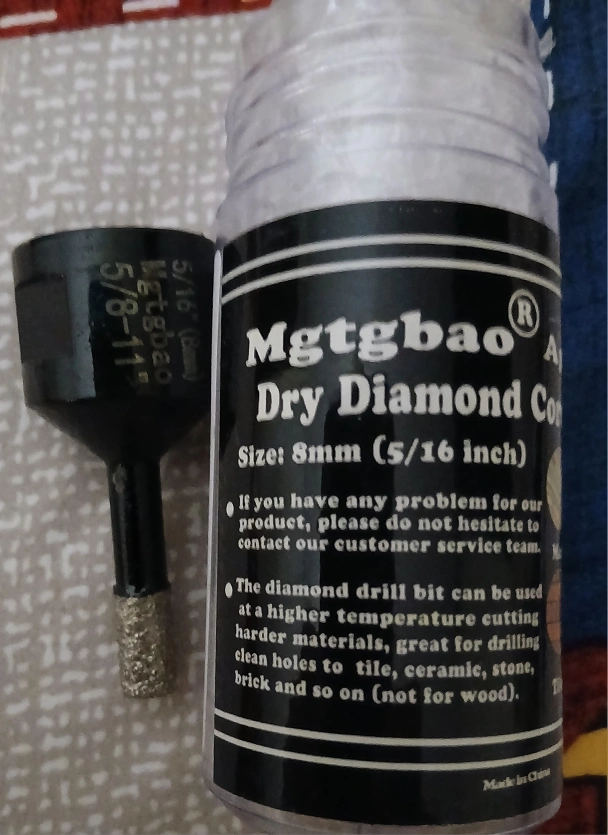 5/16" (8mm)
Mgtgbao
5/8-11"
Mgtgbao®
Dry Diamond
Size: 8mm (5/16 inch)
• If you have any problem for our
product, please do not hesitate to
contact our customer service team.
• The diamond drill bit can be used
at a higher temperature cutting
harder materials, great for drilling
clean holes to tile, ceramic, stone,
brick and so on (not for wood).
Made in China